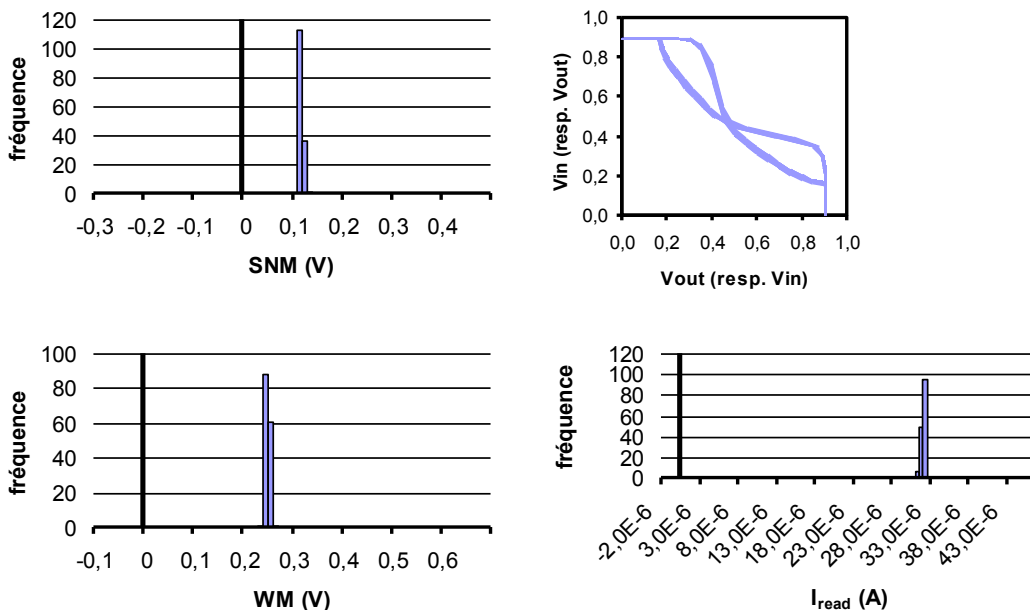 120
100
80
60
40
20
0
fréquence
-0,3 -0,2 -0,1 0 0,1 0,2 0,3 0,4
SNM (V)
1,0
0,8
0,6
0,4
0,2
0,0
Vin (resp. Vout)
0,0 0,2 0,4 0,6 0,8 1,0
Vout (resp. Vin)
100
80
60
40
20
0
fréquence
-0,1 0 0,1 0,2 0,3 0,4 0,5 0,6
WM (V)
120
100
80
60
40
20
0
fréquence
-2,0E-6 3,0E-6 8,0E-6 13,0E-6 18,0E-6 23,0E-6 28,0E-6 33,0E-6 38,0E-6 43,0E-6
Iread (A)